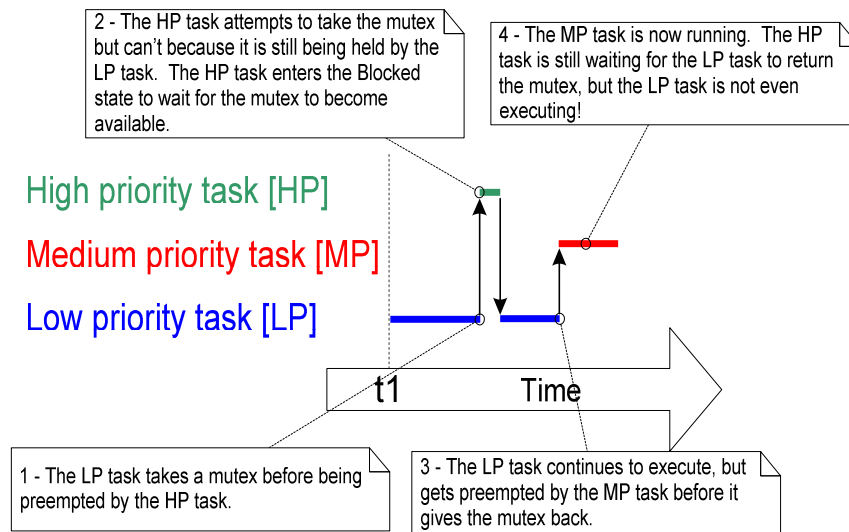 2 - The HP task attempts to take the mutex
but can't because it is still being held by the
LP task.  The HP task enters the Blocked
state to wait for the mutex to become
available.
4 - The MP task is now running.  The HP
task is still waiting for the LP task to return
the mutex, but the LP task is not even
executing!
High priority task [HP]
Medium priority task [MP]
Low priority task [LP]
t1
Time
1 - The LP task takes a mutex before being
preempted by the HP task.
3 - The LP task continues to execute, but
gets preempted by the MP task before it
gives the mutex back.